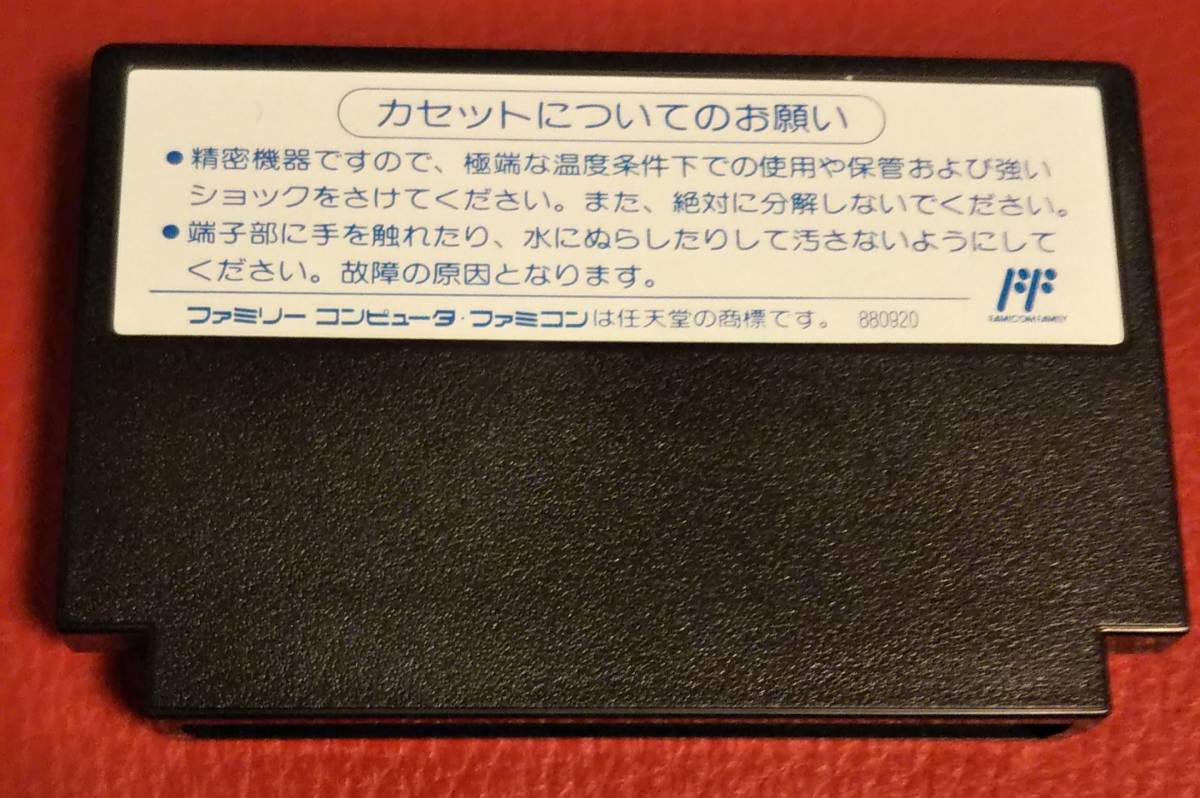 カセットについてのお願い
●精密機器ですので、極端な温度条件下での使用や保管および強い
ショックをさけてください。また、絶対に分解しないでください。
●端子部に手を触れたり、水にぬらしたりして汚さないようにして
ください。故障の原因となります。
ファミリー コンピュータ・ファミコンは任天堂の商標です。 880920
FAMICOM FAMILY